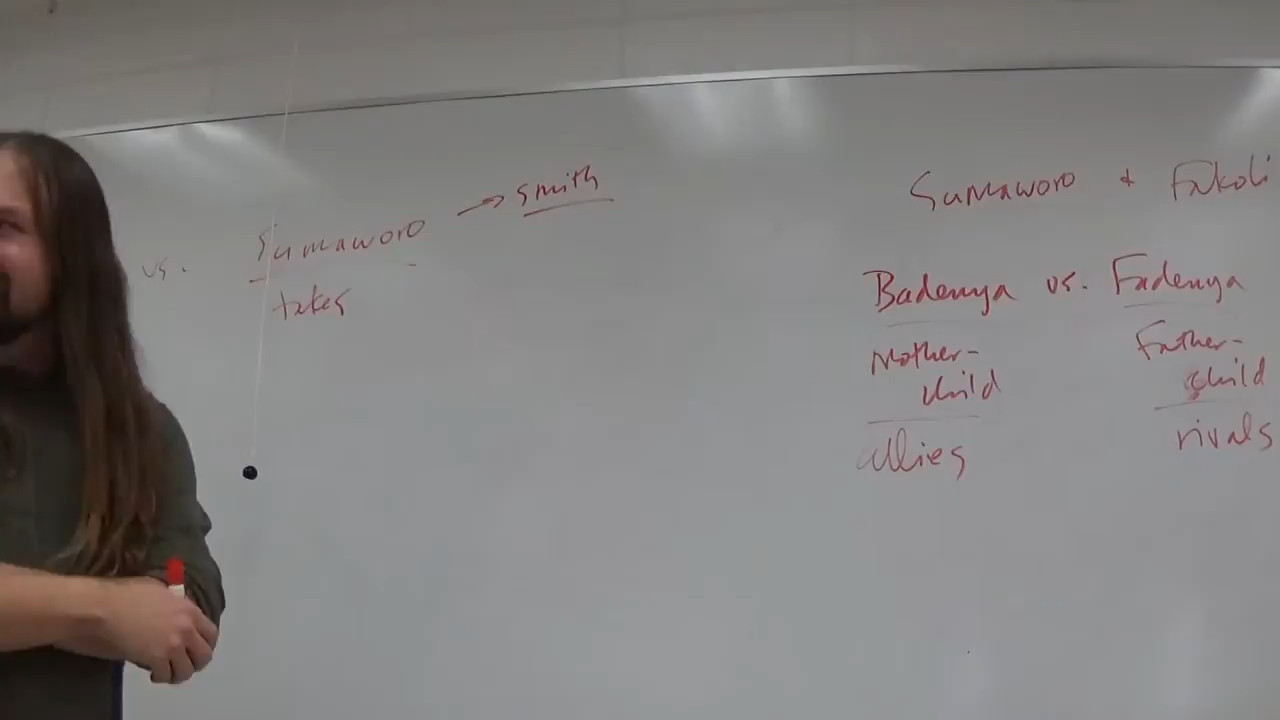 vs. Sumaworo → smith
takes
Sumaworo + Fakoli
Badenya vs. Fadenya
Mother- Father-
child child
allies rivals